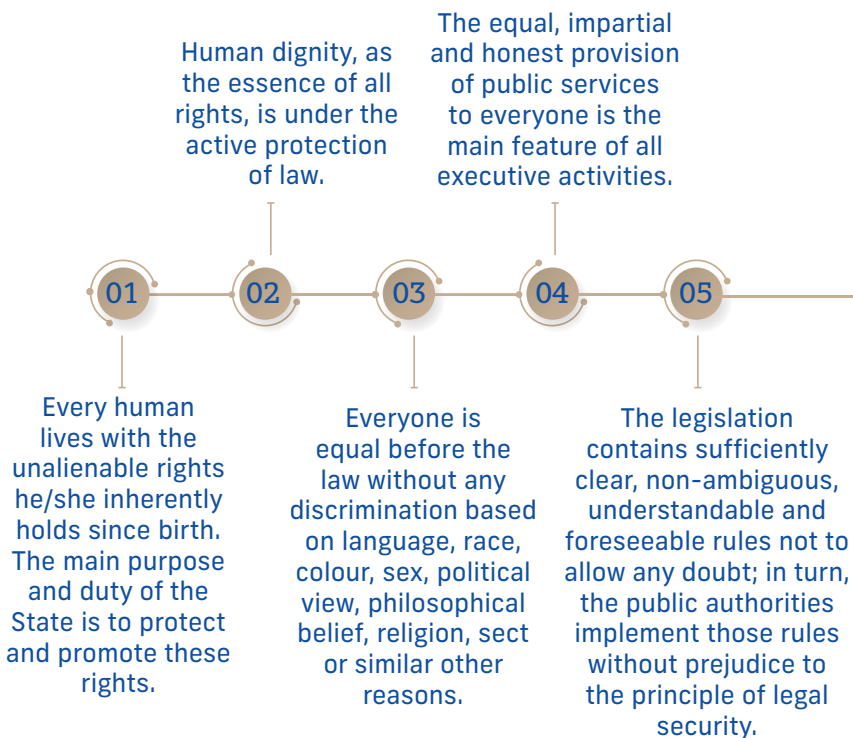 01
Every human
lives with the
unalienable rights
he/she inherently
holds since birth.
The main purpose
and duty of the
State is to protect
and promote these
rights.
02
Human dignity, as
the essence of all
rights, is under the
active protection
of law.
03
Everyone is
equal before the
law without any
discrimination based
on language, race,
colour, sex, political
view, philosophical
belief, religion, sect
or similar other
reasons.
04
The equal, impartial
and honest provision
of public services
to everyone is the
main feature of all
executive activities.
05
The legislation
contains sufficiently
clear, non-ambiguous,
understandable and
foreseeable rules not to
allow any doubt; in turn,
the public authorities
implement those rules
without prejudice to
the principle of legal
security.